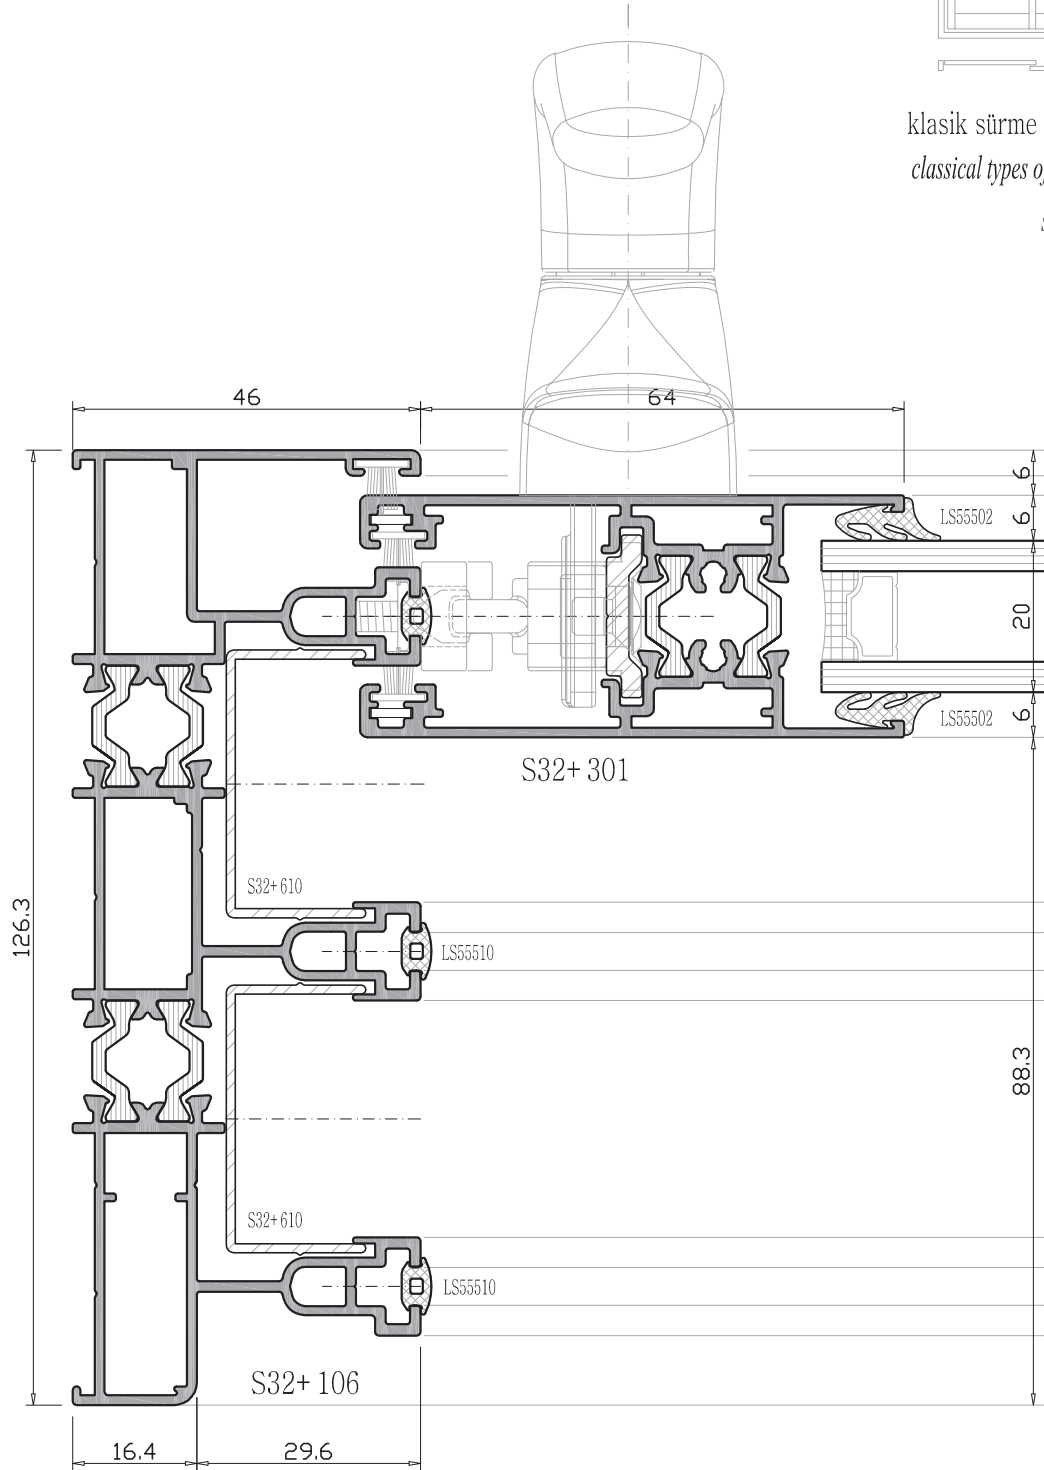 klasik sürme
classical types o
s
46
64
6
LS55502
6
20
LS55502
6
S32+301
S32+610
126.3
LS55510
88.3
S32+610
LS55510
S32+106
16.4
29.6